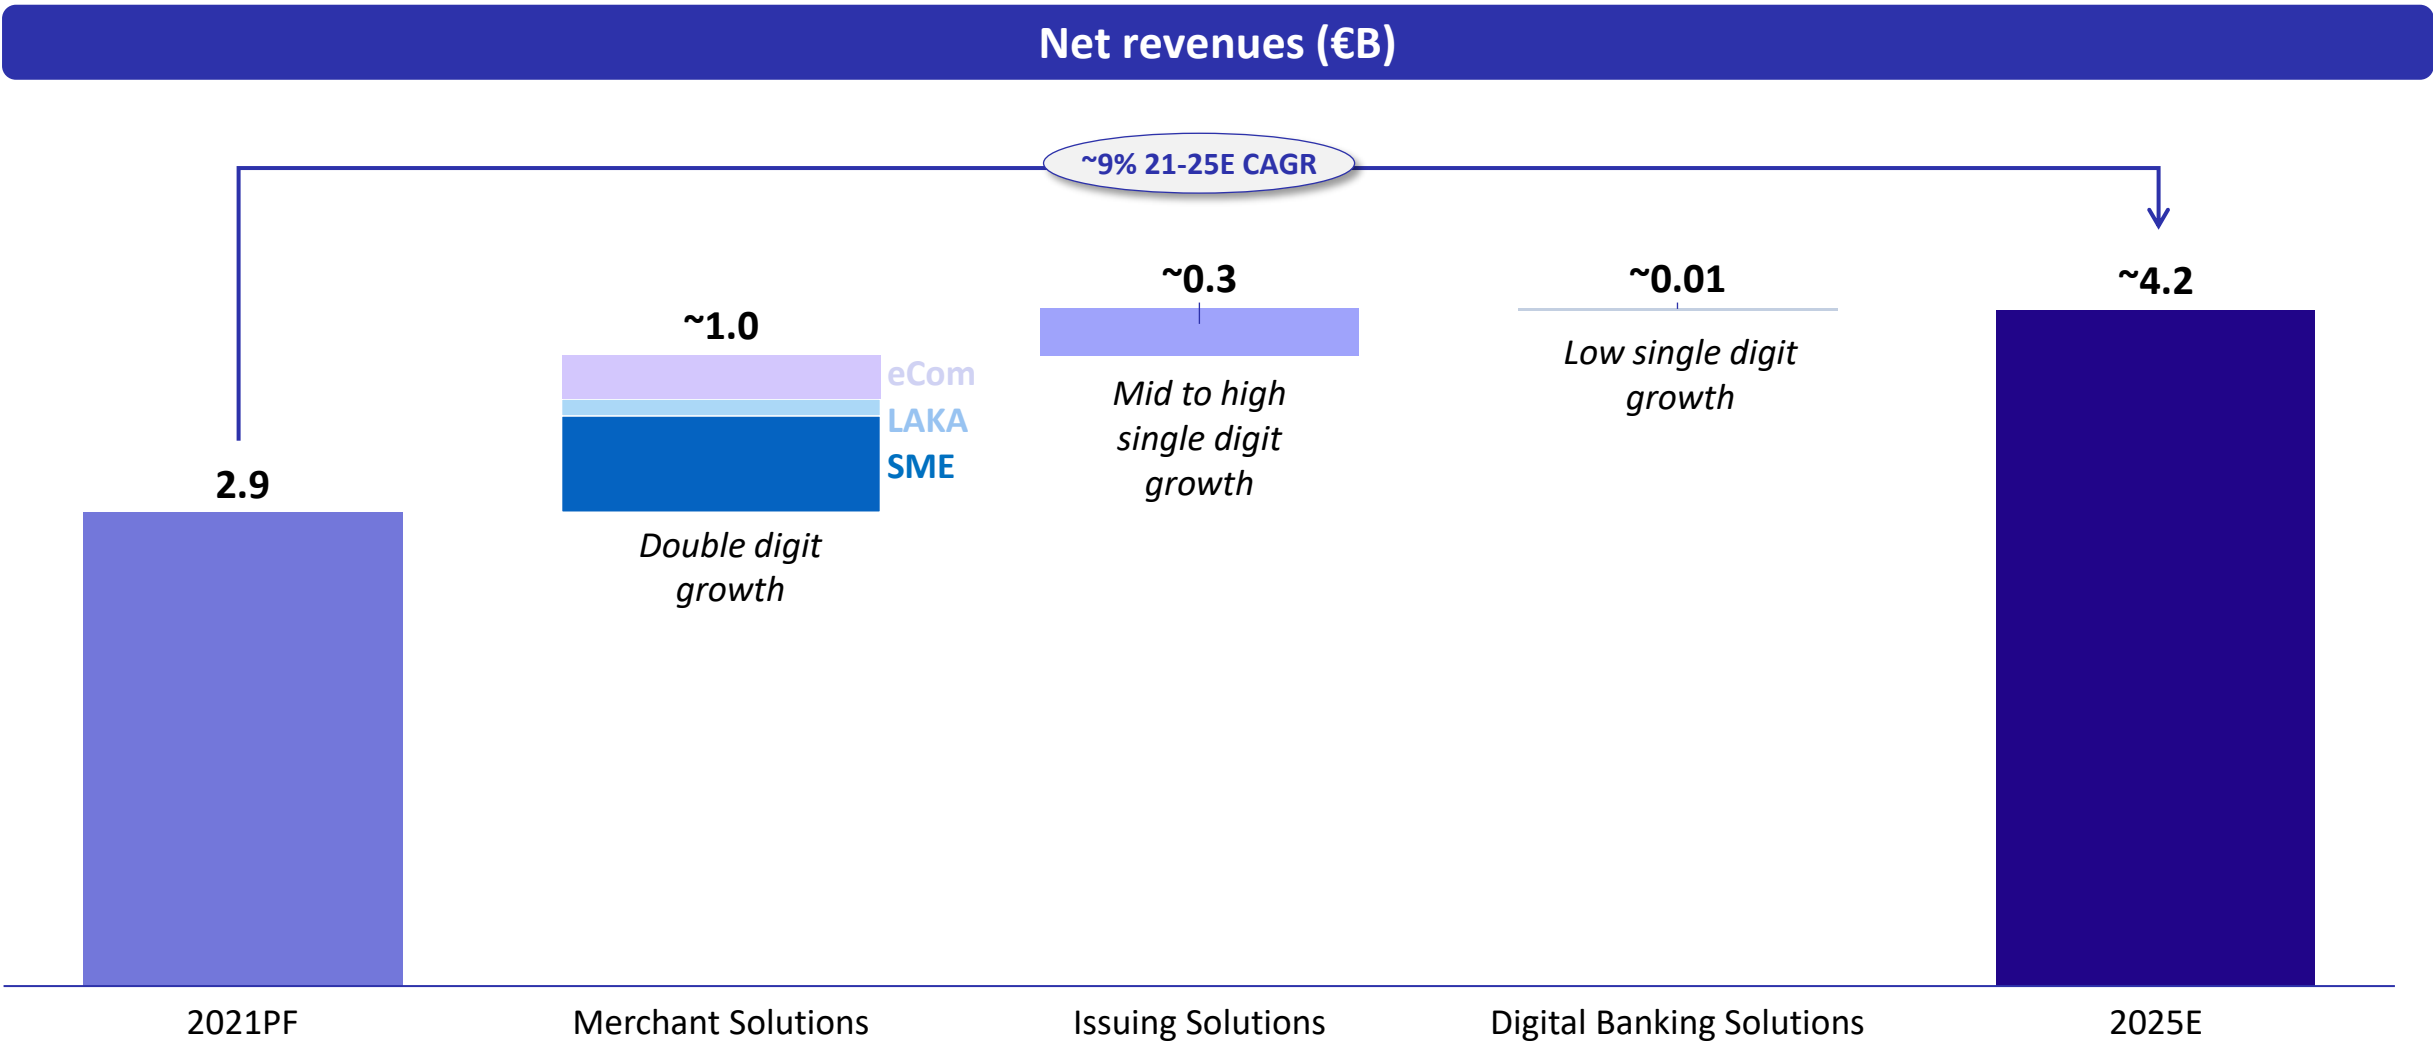 Net revenues (€B)
~9% 21-25E CAGR
2.9
~1.0
eCom
LAKA
SME
Double digit
growth
~0.3
Mid to high
single digit
growth
~0.01
Low single digit
growth
~4.2
2021PF
Merchant Solutions
Issuing Solutions
Digital Banking Solutions
2025E